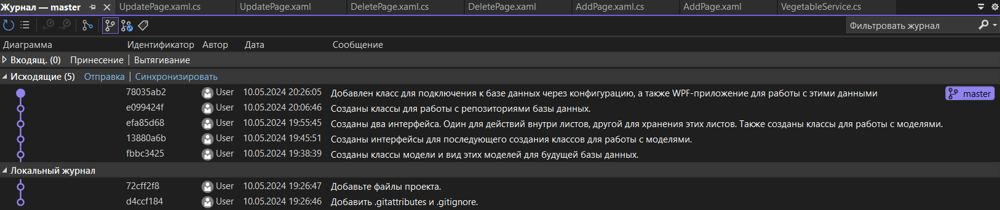 Журнал — master UpdatePage.xaml.cs UpdatePage.xaml DeletePage.xaml.cs DeletePage.xaml AddPage.xaml.cs AddPage.xaml VegetableService.cs
Фильтровать журнал
Диаграмма Идентификатор Автор Дата Сообщение
Входящ. (0) Принесение | Вытягивание
Исходящие (5) Отправка | Синхронизировать
78035ab2 User 10.05.2024 20:26:05 Добавлен класс для подключения к базе данных через конфигурацию, а также WPF-приложение для работы с этими данными master
e099424f User 10.05.2024 20:06:46 Созданы классы для работы с репозиториями базы данных.
efa85d68 User 10.05.2024 19:55:45 Созданы два интерфейса. Один для действий внутри листов, другой для хранения этих листов. Также созданы классы для работы с моделями.
13880a6b User 10.05.2024 19:45:51 Созданы интерфейсы для последующего создания классов для работы с моделями.
fbbc3425 User 10.05.2024 19:38:39 Созданы классы модели и вид этих моделей для будущей базы данных.
Локальный журнал
72cff2f8 User 10.05.2024 19:26:47 Добавьте файлы проекта.
d4ccf184 User 10.05.2024 19:26:46 Добавить .gitattributes и .gitignore.